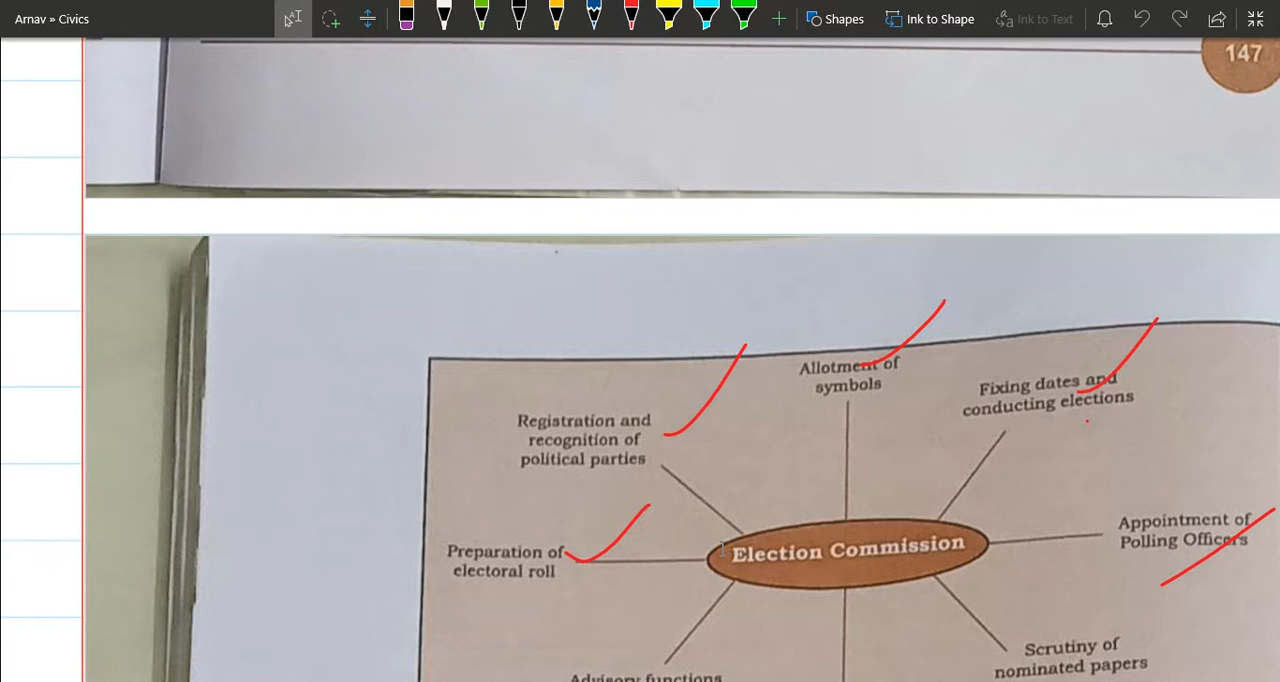 Arnav » Civics
Shapes
Ink to Shape
Ink to Text
147
Allotment of
symbols
Fixing dates and
conducting elections
Registration and
recognition of
political parties
Appointment of
Polling Officers
Preparation of
electoral roll
Election Commission
Scrutiny of
nominated papers
Advisory functions